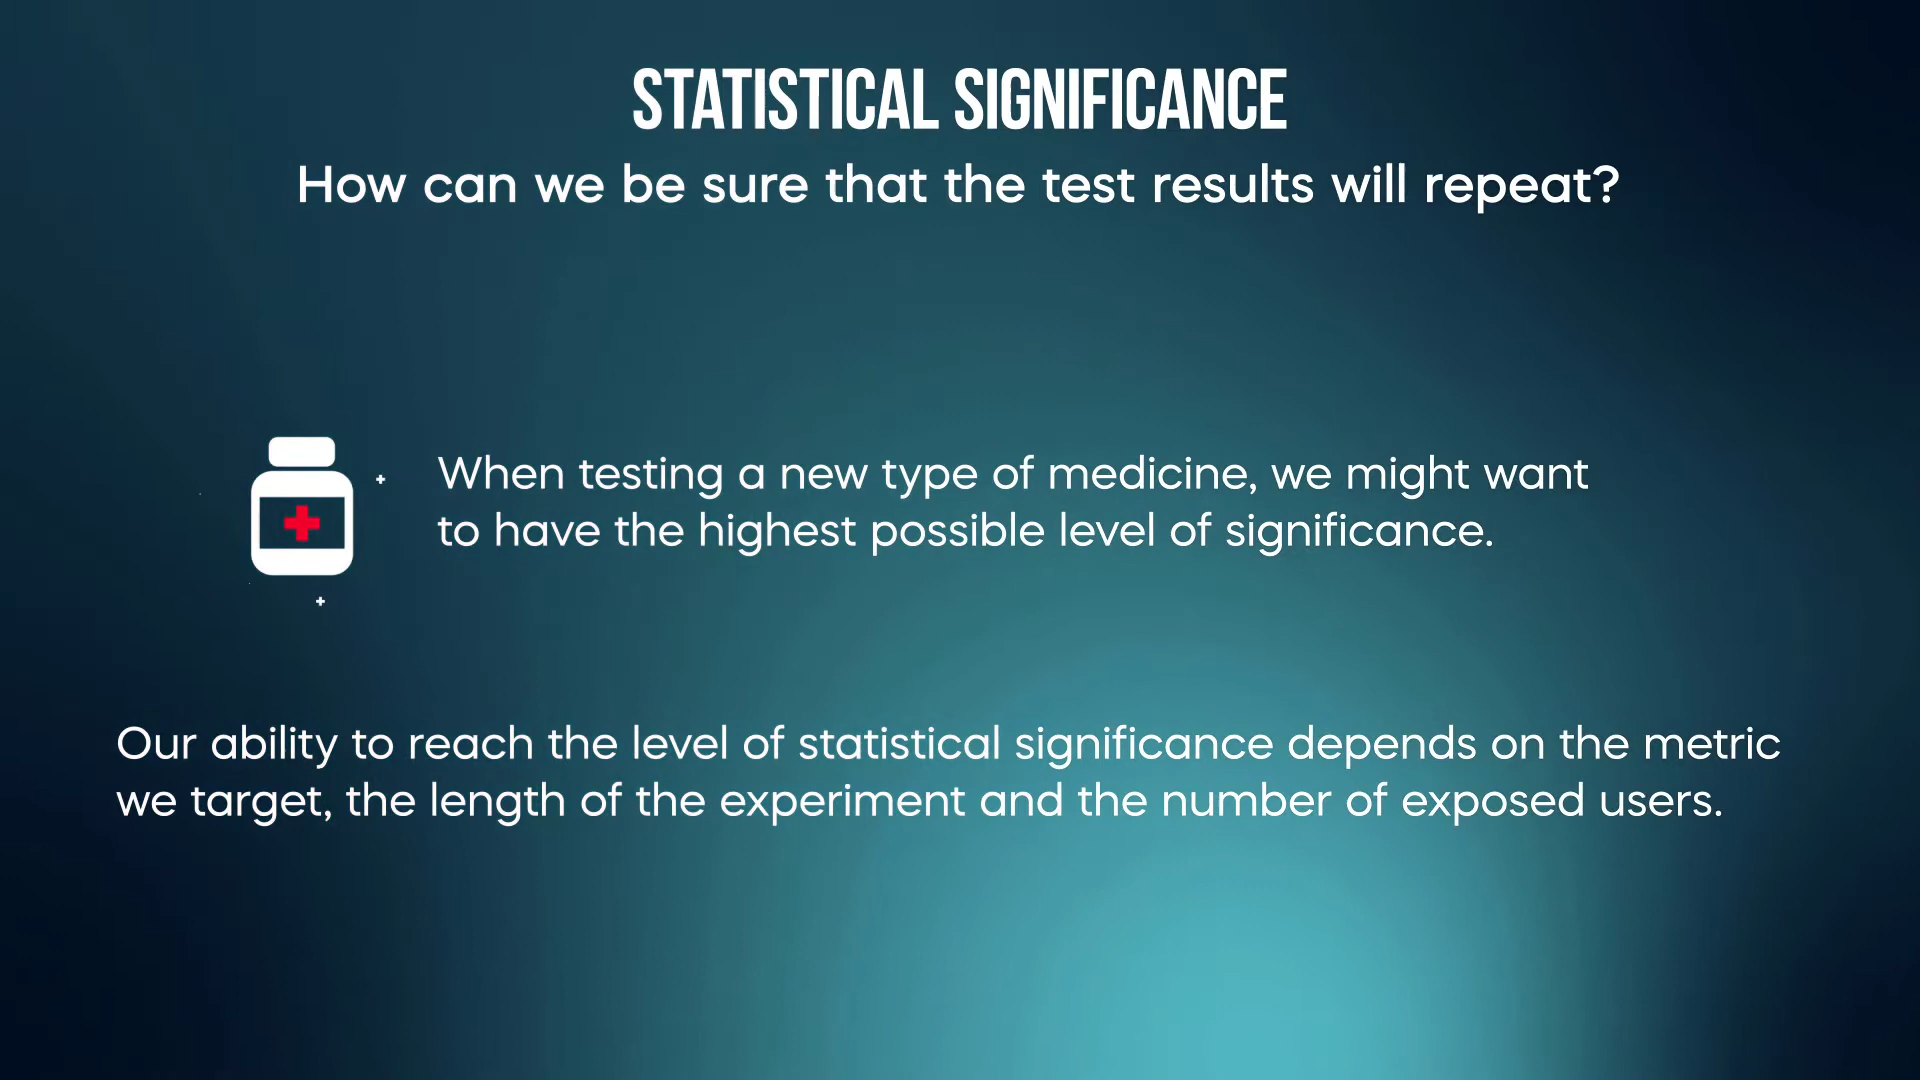 STATISTICAL SIGNIFICANCE
How can we be sure that the test results will repeat?
When testing a new type of medicine, we might want
to have the highest possible level of significance.
Our ability to reach the level of statistical significance depends on the metric
we target, the length of the experiment and the number of exposed users.